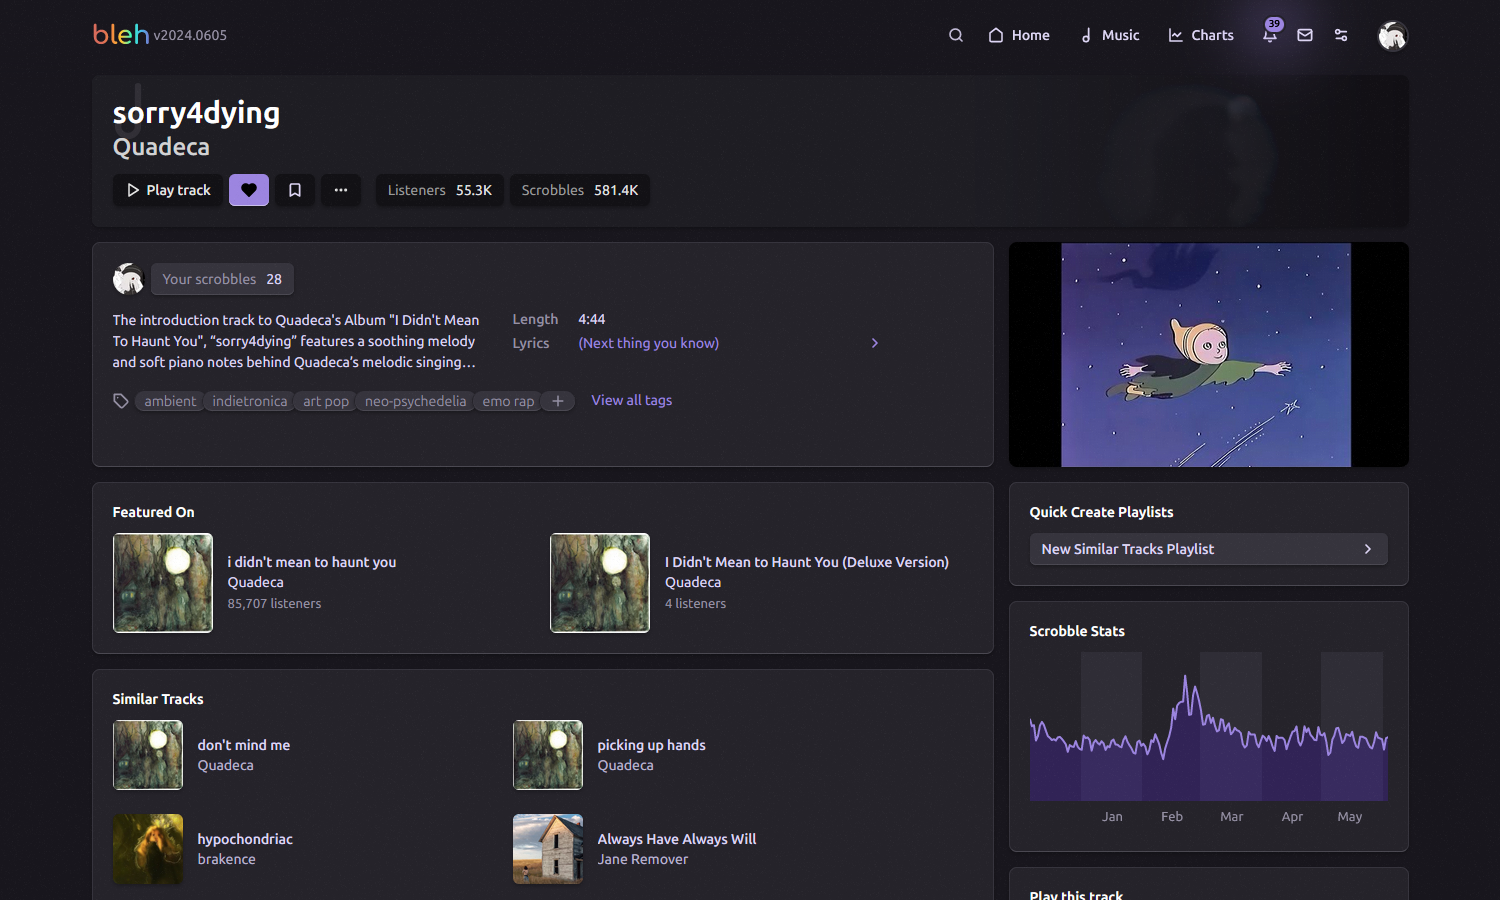 bleh v2024.0605
Home
Music
Charts
39
sorry4dying
Quadeca
Play track
Listeners 55.3K
Scrobbles 581.4K
Your scrobbles 28
The introduction track to Quadeca's Album "I Didn't Mean
To Haunt You", “sorry4dying” features a soothing melody
and soft piano notes behind Quadeca’s melodic singing...
Length 4:44
Lyrics (Next thing you know)
ambient indietronica art pop neo-psychedelia emo rap + View all tags
Featured On
i didn't mean to haunt you
Quadeca
85,707 listeners
I Didn't Mean to Haunt You (Deluxe Version)
Quadeca
4 listeners
Similar Tracks
don't mind me
Quadeca
picking up hands
Quadeca
hypochondriac
brakence
Always Have Always Will
Jane Remover
Quick Create Playlists
New Similar Tracks Playlist
Scrobble Stats
Jan Feb Mar Apr May
Play this track